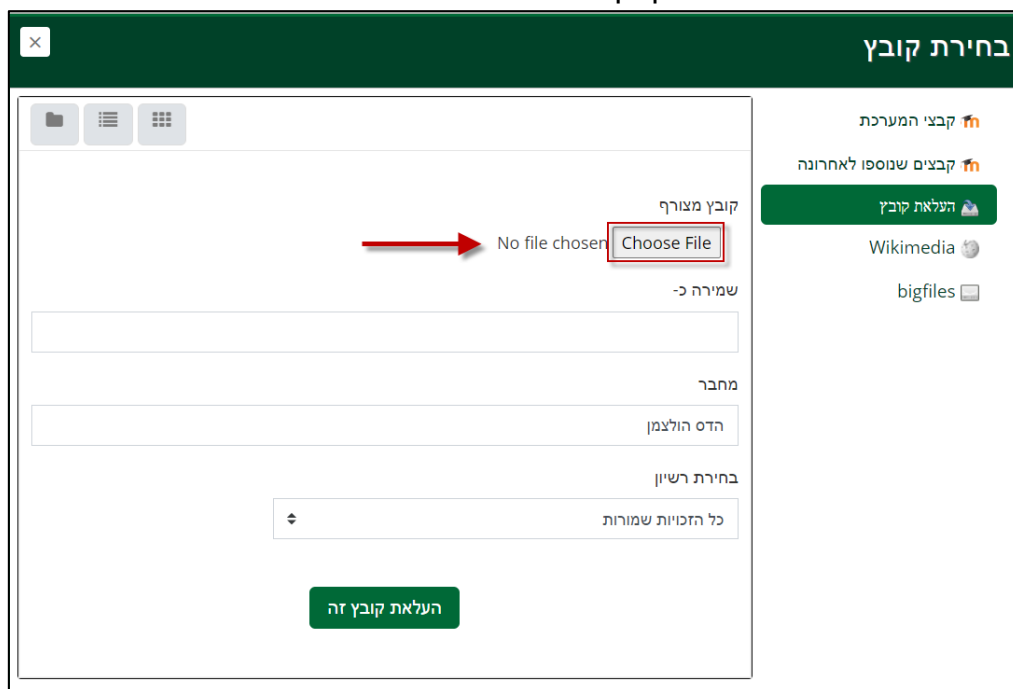 בחירת קובץ
קבצי המערכת
קבצים שנוספו לאחרונה
העלאת קובץ
Wikimedia
bigfiles
קובץ מצורף
Choose File No file chosen
שמירה כ-
מחבר
הדס הולצמן
בחירת רשיון
כל הזכויות שמורות
העלאת קובץ זה